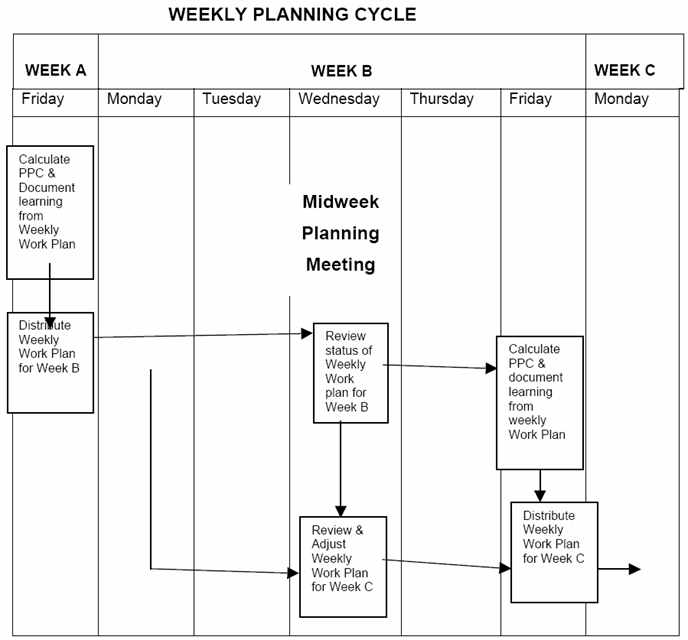 WEEKLY PLANNING CYCLE
WEEK A
WEEK B
WEEK C
Friday
Monday
Tuesday
Wednesday
Thursday
Friday
Monday
Calculate
PPC &
Document
learning
from
Weekly
Work Plan
Midweek
Planning
Meeting
Distribute
Weekly
Work Plan
for Week B
Review
status of
Weekly
Work
plan for
Week B
Calculate
PPC &
document
learning
from
weekly
Work Plan
Review &
Adjust
Weekly
Work Plan
for Week C
Distribute
Weekly
Work Plan
for Week C